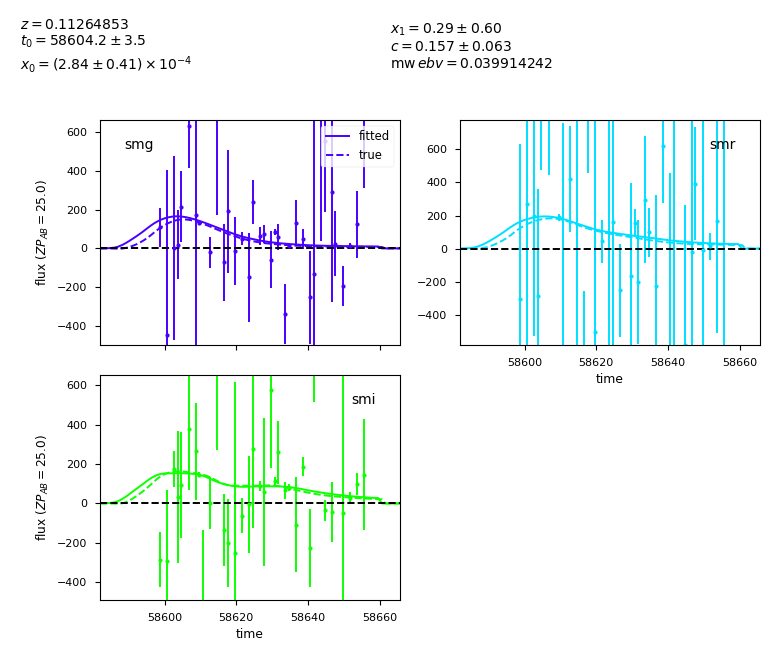 z = 0.11264853
t₀ = 58604.2 ± 3.5
x₀ = (2.84 ± 0.41) × 10⁻⁴
x₁ = 0.29 ± 0.60
c = 0.157 ± 0.063
mw ebv = 0.039914242
smg
fitted
true
600
400
200
0
−200
−400
flux (ZP_AB = 25.0)
smr
600
400
200
0
−200
−400
58600
58620
58640
58660
time
smi
600
400
200
0
−200
−400
flux (ZP_AB = 25.0)
58600
58620
58640
58660
time